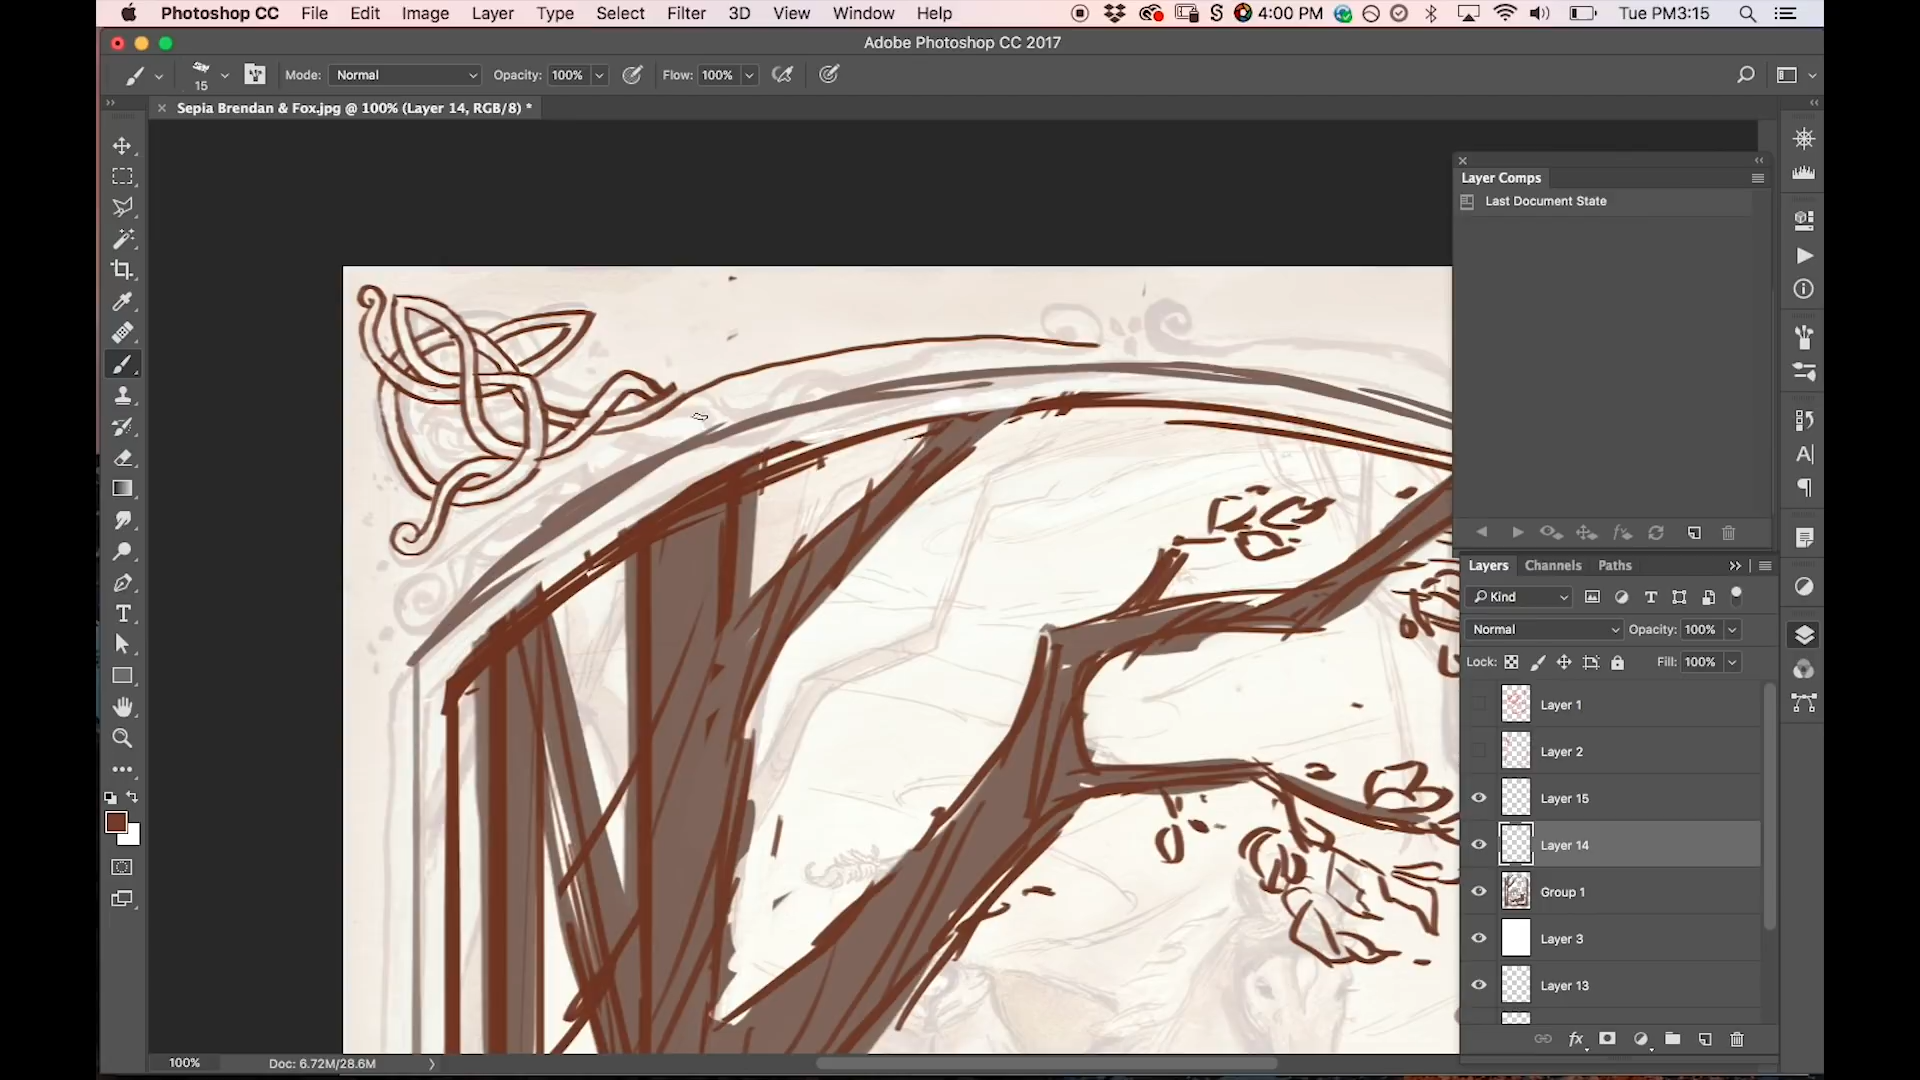 Photoshop CC File Edit Image Layer Type Select Filter 3D View Window Help S 4:00 PM Tue PM3:15
Adobe Photoshop CC 2017
15 Mode: Normal Opacity: 100% Flow: 100%
Sepia Brendan & Fox.jpg @ 100% (Layer 14, RGB/8) *
Layer Comps
Last Document State
Layers Channels Paths
Kind
Normal Opacity: 100%
Lock: Fill: 100%
Layer 1
Layer 2
Layer 15
Layer 14
Group 1
Layer 3
Layer 13
100% Doc: 6.72M/28.6M